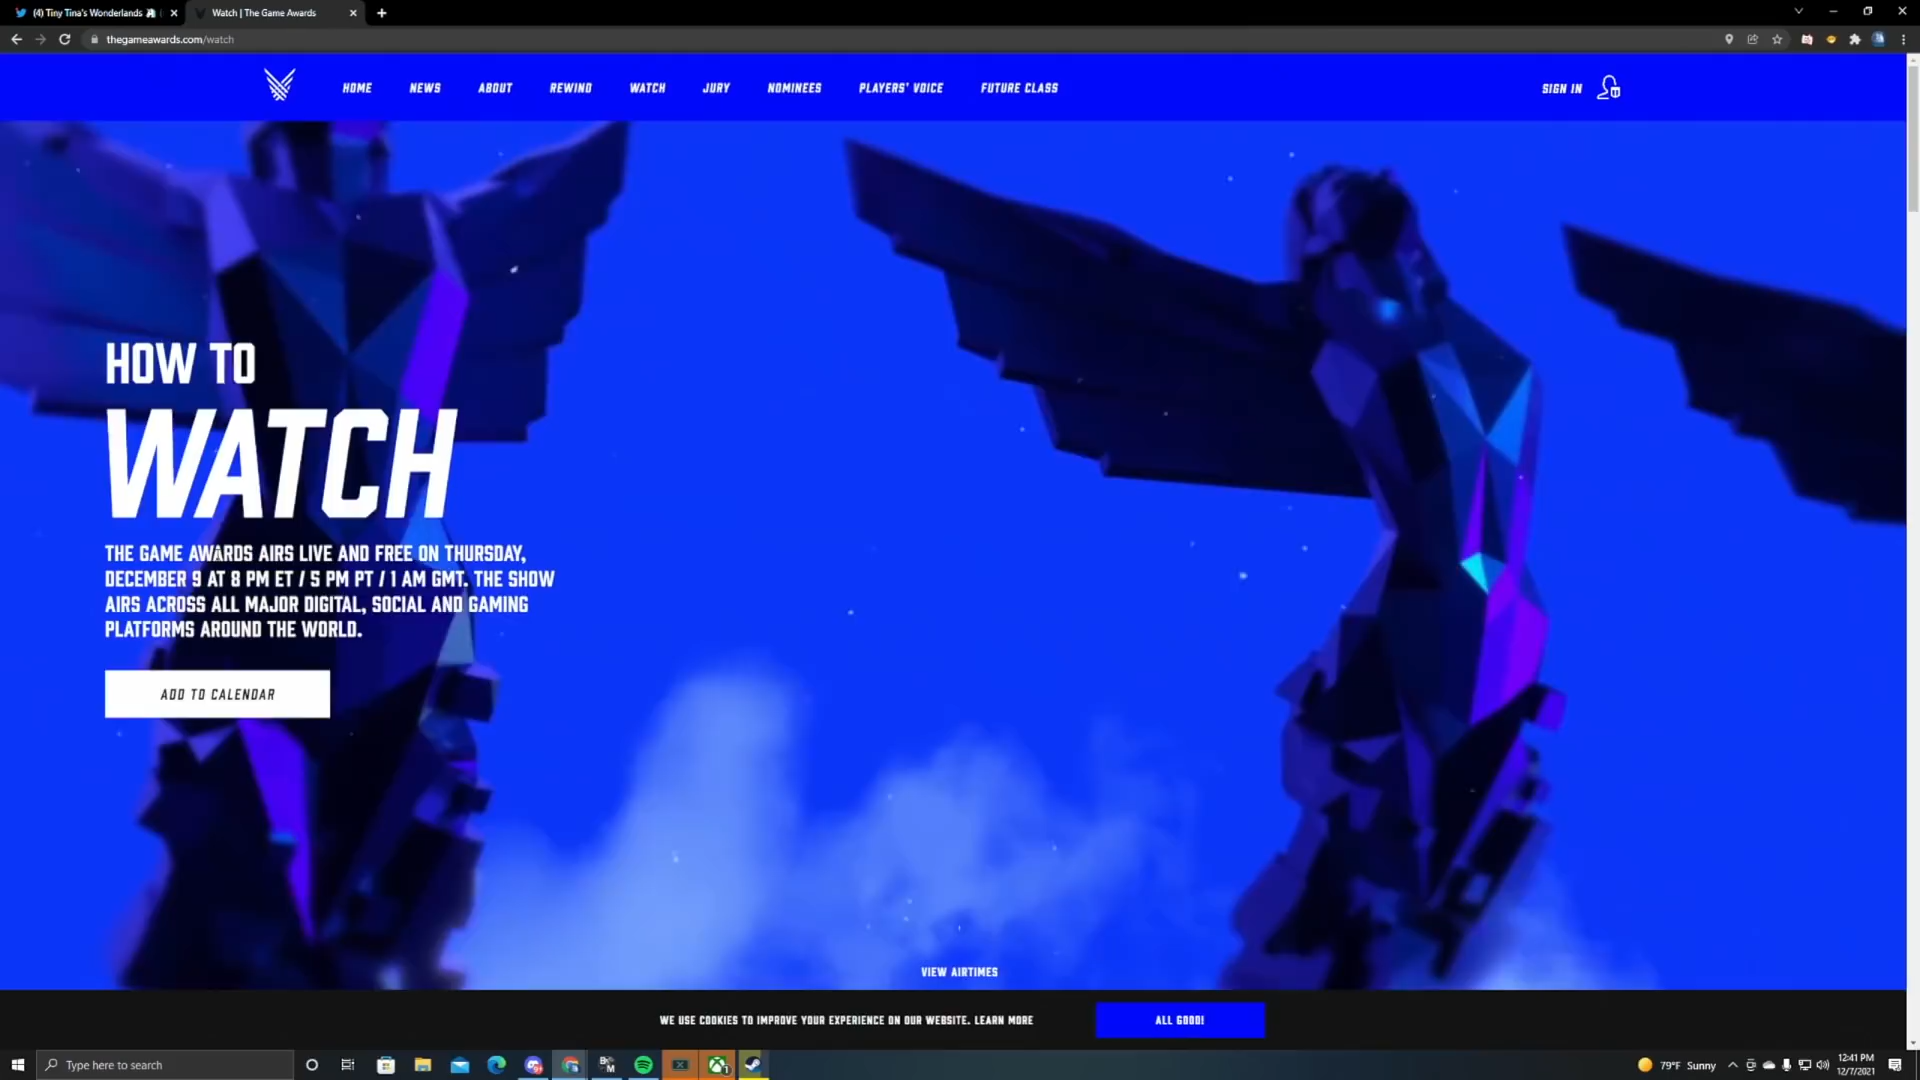 (4) Tiny Tina's Wonderlands
Watch | The Game Awards
thegameawards.com/watch
HOME
NEWS
ABOUT
REWIND
WATCH
JURY
NOMINEES
PLAYERS' VOICE
FUTURE CLASS
SIGN IN
HOW TO
WATCH
THE GAME AWARDS AIRS LIVE AND FREE ON THURSDAY,
DECEMBER 9 AT 8 PM ET / 5 PM PT / 1 AM GMT. THE SHOW
AIRS ACROSS ALL MAJOR DIGITAL, SOCIAL AND GAMING
PLATFORMS AROUND THE WORLD.
ADD TO CALENDAR
VIEW AIRTIMES
WE USE COOKIES TO IMPROVE YOUR EXPERIENCE ON OUR WEBSITE. LEARN MORE
ALL GOOD!
Type here to search
79°F Sunny
12:41 PM
12/7/2021